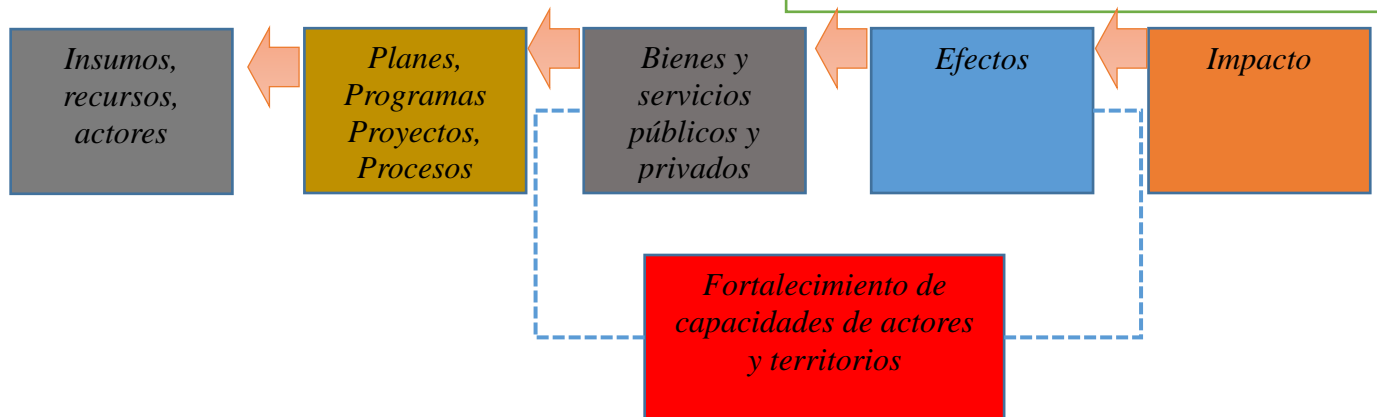 Insumos,
recursos,
actores
Planes,
Programas
Proyectos,
Procesos
Bienes y
servicios
públicos y
privados
Efectos
Impacto
Fortalecimiento de
capacidades de actores
y territorios